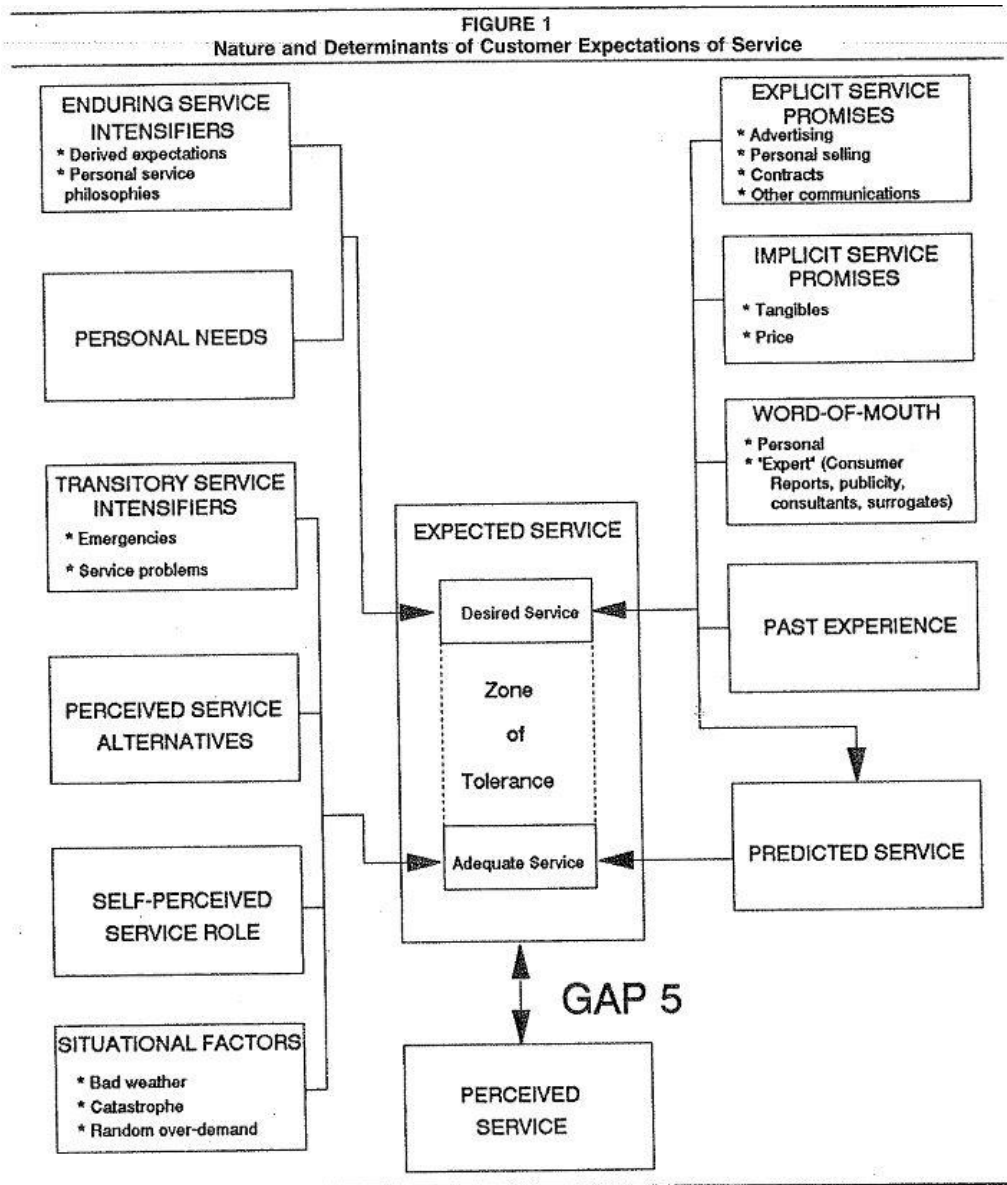 FIGURE 1
Nature and Determinants of Customer Expectations of Service
ENDURING SERVICE
INTENSIFIERS
* Derived expectations
* Personal service
philosophies
PERSONAL NEEDS
TRANSITORY SERVICE
INTENSIFIERS
* Emergencies
* Service problems
PERCEIVED SERVICE
ALTERNATIVES
SELF-PERCEIVED
SERVICE ROLE
SITUATIONAL FACTORS
* Bad weather
* Catastrophe
* Random over-demand
EXPECTED SERVICE
Desired Service
Zone
of
Tolerance
Adequate Service
GAP 5
PERCEIVED
SERVICE
EXPLICIT SERVICE
PROMISES
* Advertising
* Personal selling
* Contracts
* Other communications
IMPLICIT SERVICE
PROMISES
* Tangibles
* Price
WORD-OF-MOUTH
* Personal
* "Expert" (Consumer
Reports, publicity,
consultants, surrogates)
PAST EXPERIENCE
PREDICTED SERVICE